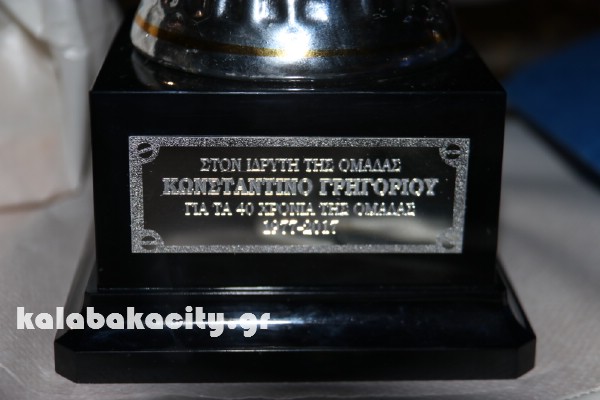 ΣΤΟΝ ΙΔΡΥΤΗ ΤΗΣ ΟΜΑΔΑΣ
ΚΩΝΣΤΑΝΤΙΝΟ ΓΡΗΓΟΡΙΟΥ
ΓΙΑ ΤΑ 40 ΧΡΟΝΙΑ ΤΗΣ ΟΜΑΔΑΣ
1977-2017
kalabakacity.gr